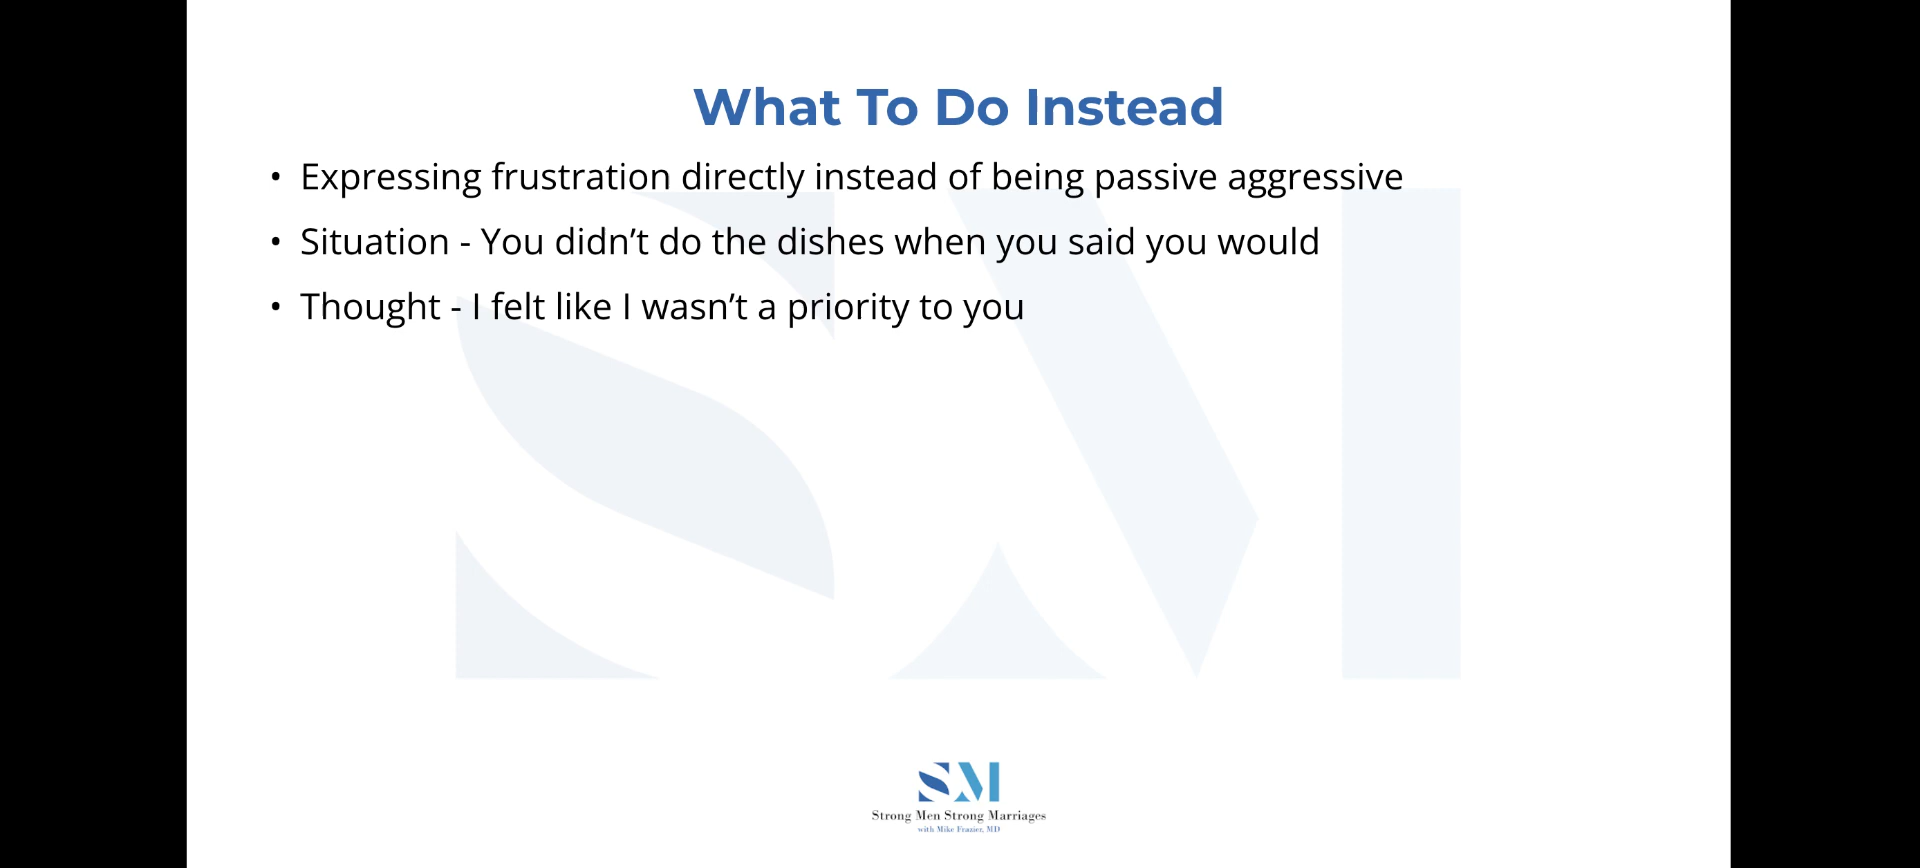 What To Do Instead
• Expressing frustration directly instead of being passive aggressive
• Situation - You didn’t do the dishes when you said you would
• Thought - I felt like I wasn’t a priority to you
SM
SM
Strong Men Strong Marriages
with Mike Frazier, MD